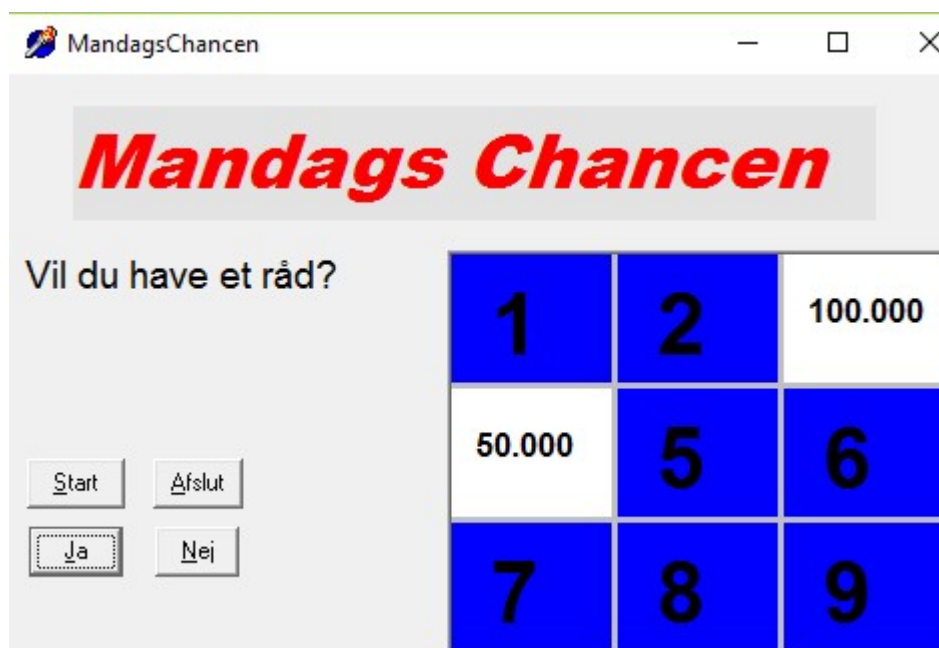 MandagsChancen
Mandags Chancen
Vil du have et råd?
1 2 100.000
50.000 5 6
7 8 9
Start Afslut
Ja Nej